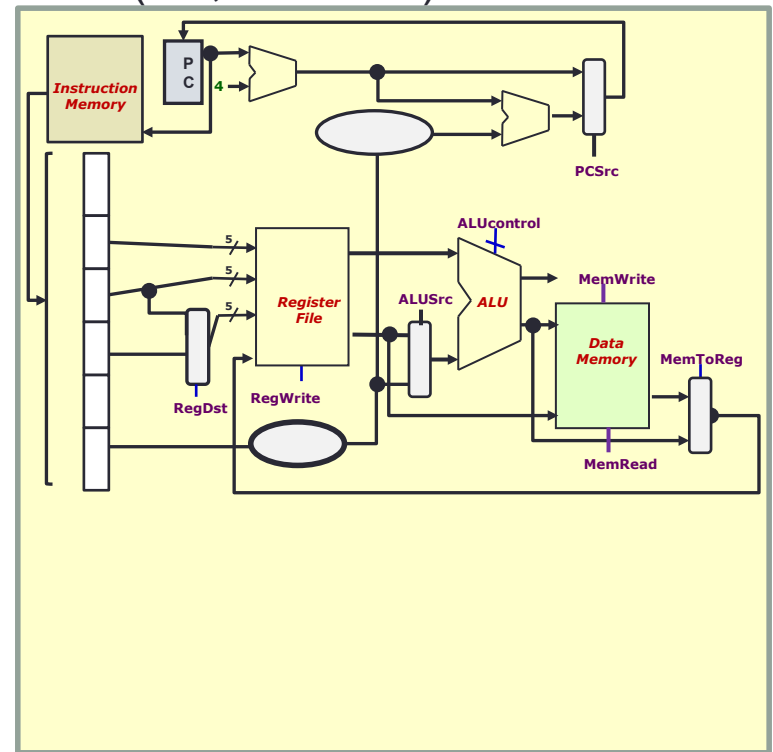 P
C
Instruction
Memory
4
PCSrc
ALUcontrol
5
MemWrite
5
ALUSrc
Register
File
ALU
5
Data
Memory
MemToReg
RegWrite
RegDst
MemRead